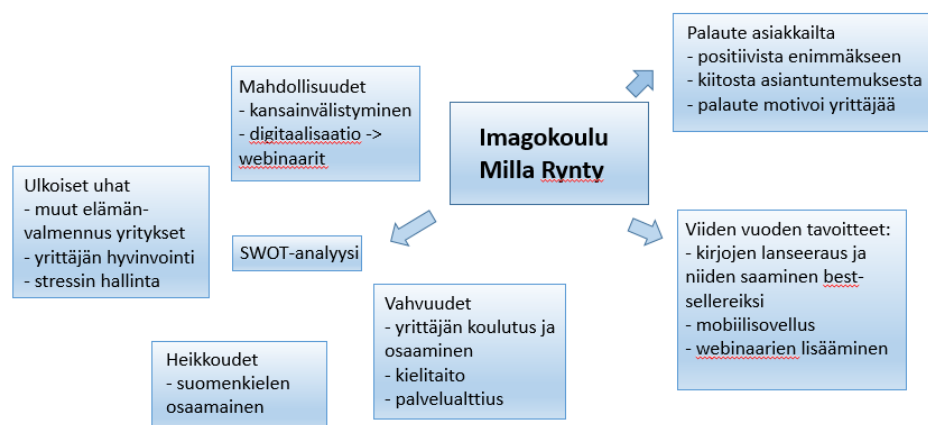 Palaute asiakkailta
- positiivista enimmäkseen
- kiitosta asiantuntemuksesta
- palaute motivoi yrittäjää
Mahdollisuudet
- kansainvälistyminen
- digitaalisaatio ->
webinaarit
Imagokoulu
Milla Rynty
Ulkoiset uhat
- muut elämän-
valmennus yritykset
- yrittäjän hyvinvointi
- stressin hallinta
SWOT-analyysi
Viiden vuoden tavoitteet:
- kirjojen lanseeraus ja
niiden saaminen best-
sellereiksi
- mobiilisovellus
- webinaarien lisääminen
Vahvuudet
- yrittäjän koulutus ja
osaaminen
- kielitaito
- palvelualttius
Heikkoudet
- suomenkielen
osaamainen